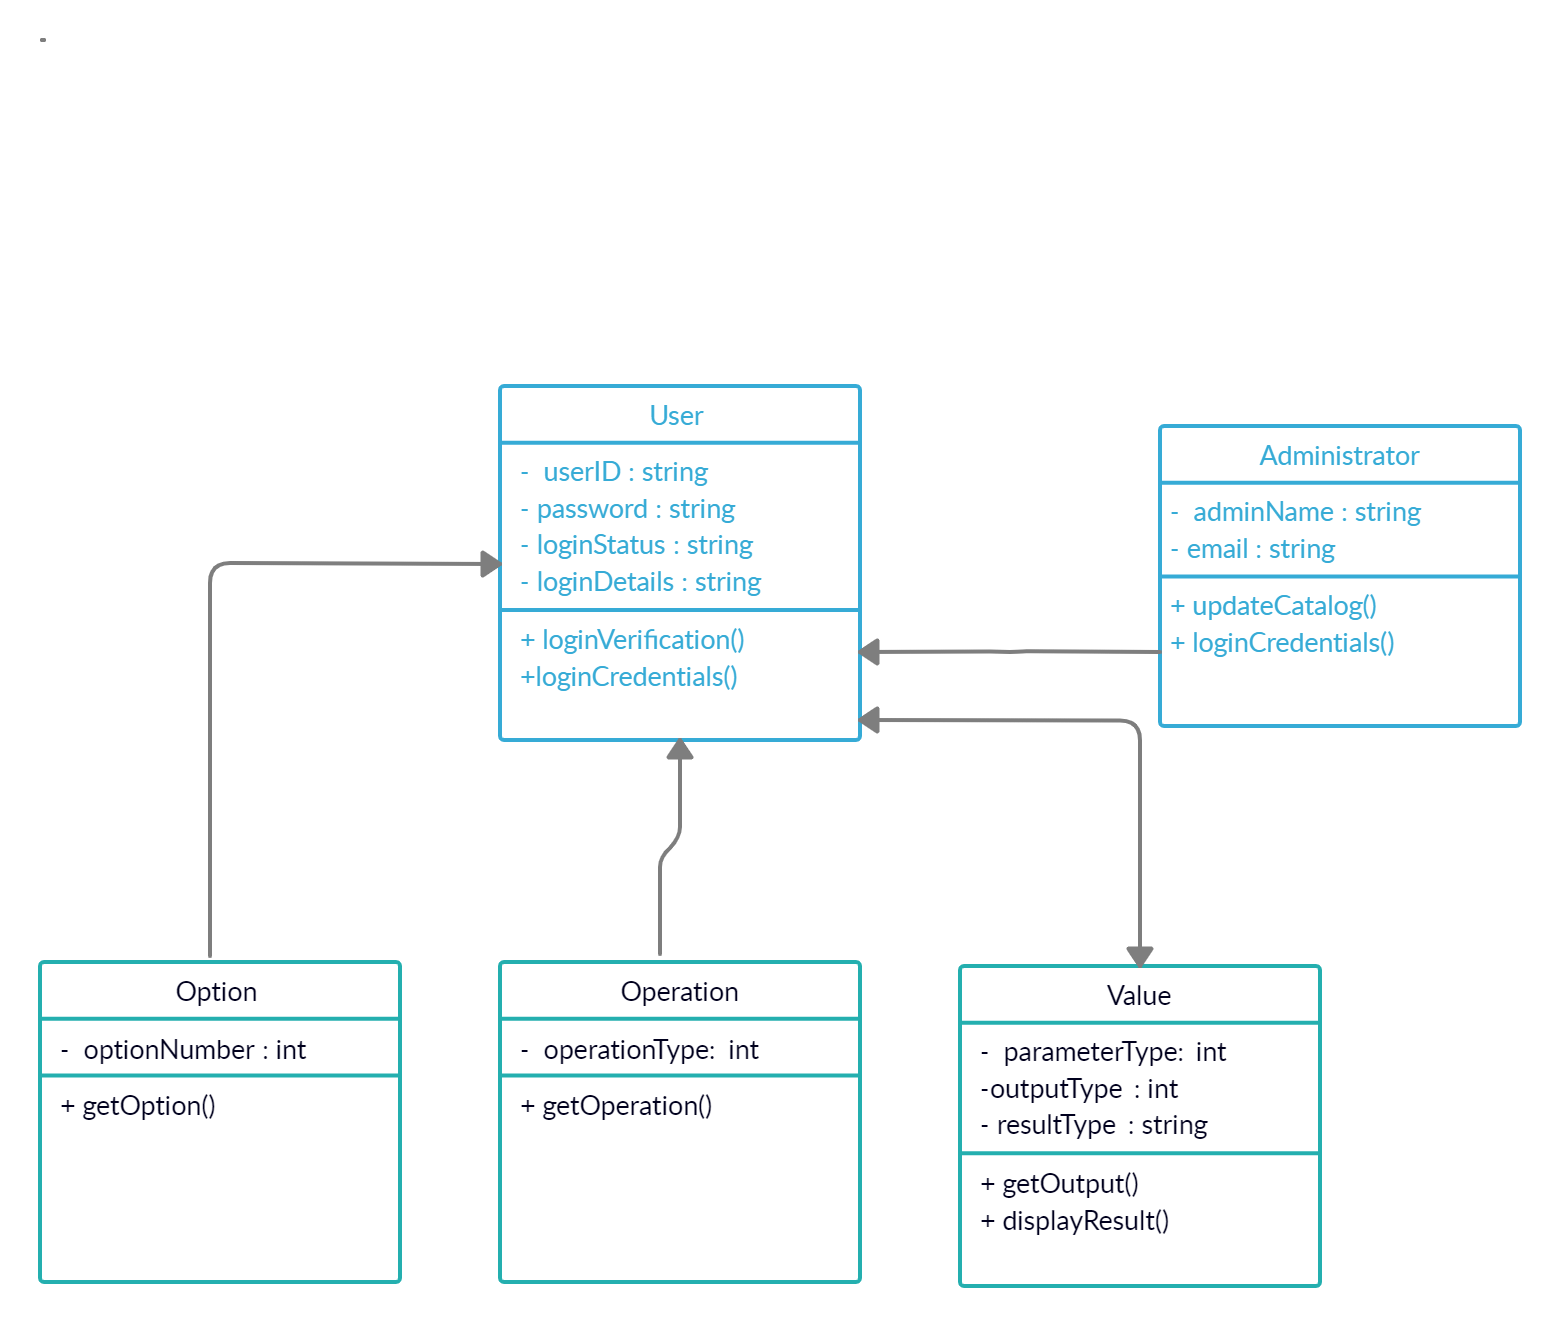 User
-  userID : string
- password : string
- loginStatus : string
- loginDetails : string
+ loginVerification()
+loginCredentials()
Administrator
-  adminName : string
- email : string
+ updateCatalog()
+ loginCredentials()
Option
-  optionNumber : int
+ getOption()
Operation
-  operationType:  int
+ getOperation()
Value
-  parameterType:  int
-outputType  : int
- resultType  : string
+ getOutput()
+ displayResult()